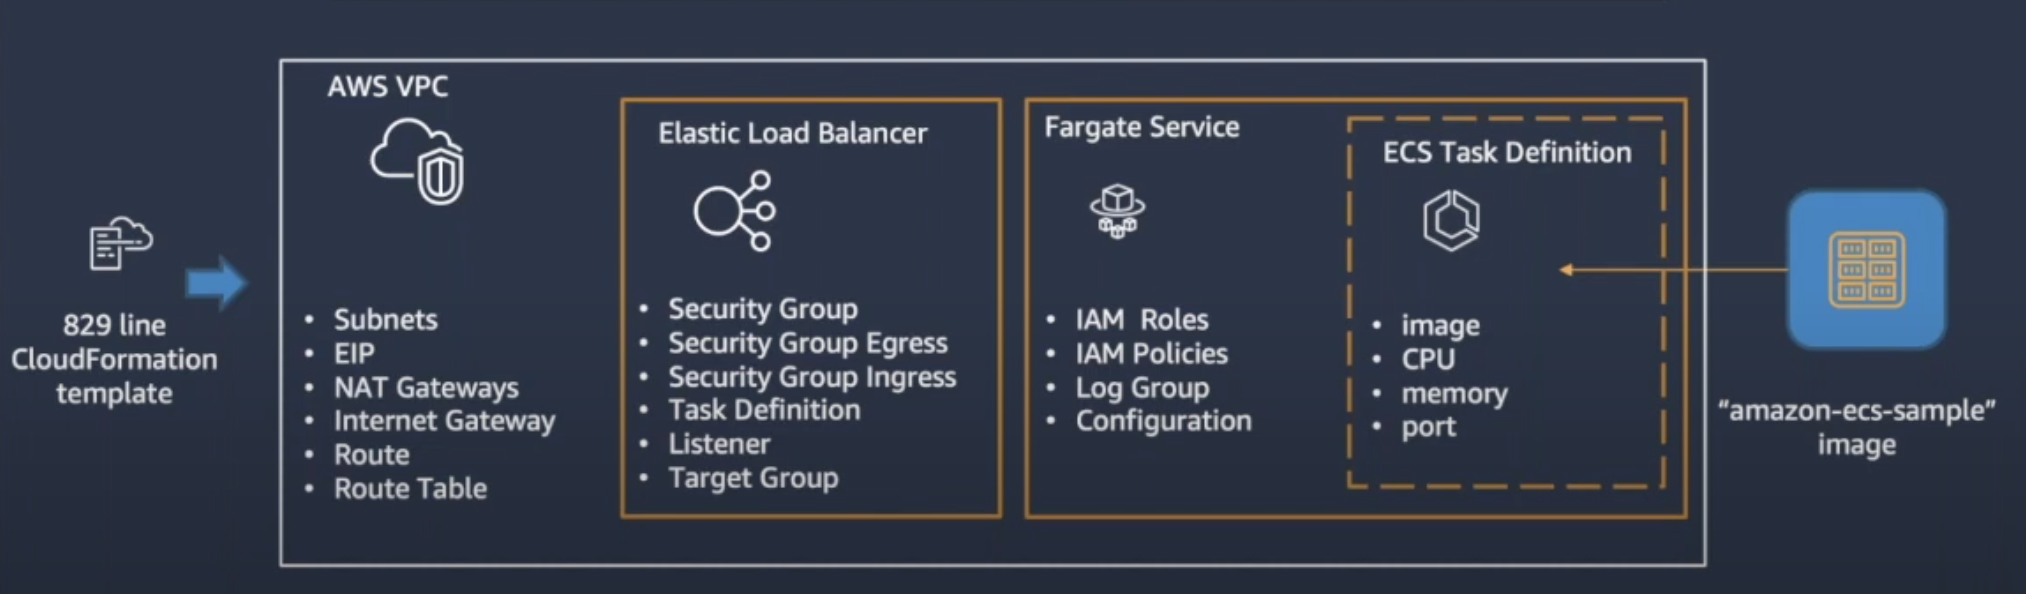 829 line
CloudFormation
template
AWS VPC
• Subnets
• EIP
• NAT Gateways
• Internet Gateway
• Route
• Route Table
Elastic Load Balancer
• Security Group
• Security Group Egress
• Security Group Ingress
• Task Definition
• Listener
• Target Group
Fargate Service
• IAM Roles
• IAM Policies
• Log Group
• Configuration
ECS Task Definition
• image
• CPU
• memory
• port
“amazon-ecs-sample”
image